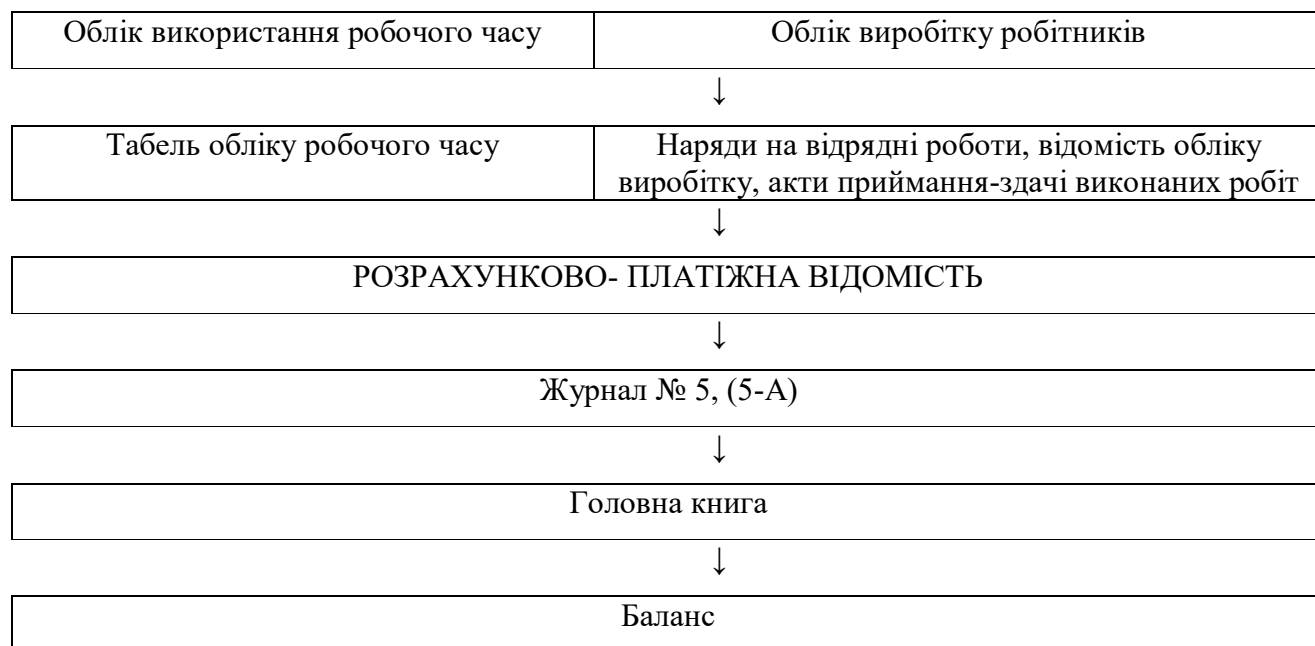 Облік використання робочого часу
Облік виробітку робітників
↓
Табель обліку робочого часу
Наряди на відрядні роботи, відомість обліку
виробітку, акти приймання-здачі виконаних робіт
↓
РОЗРАХУНКОВО- ПЛАТІЖНА ВІДОМІСТЬ
↓
Журнал № 5, (5-А)
↓
Головна книга
↓
Баланс